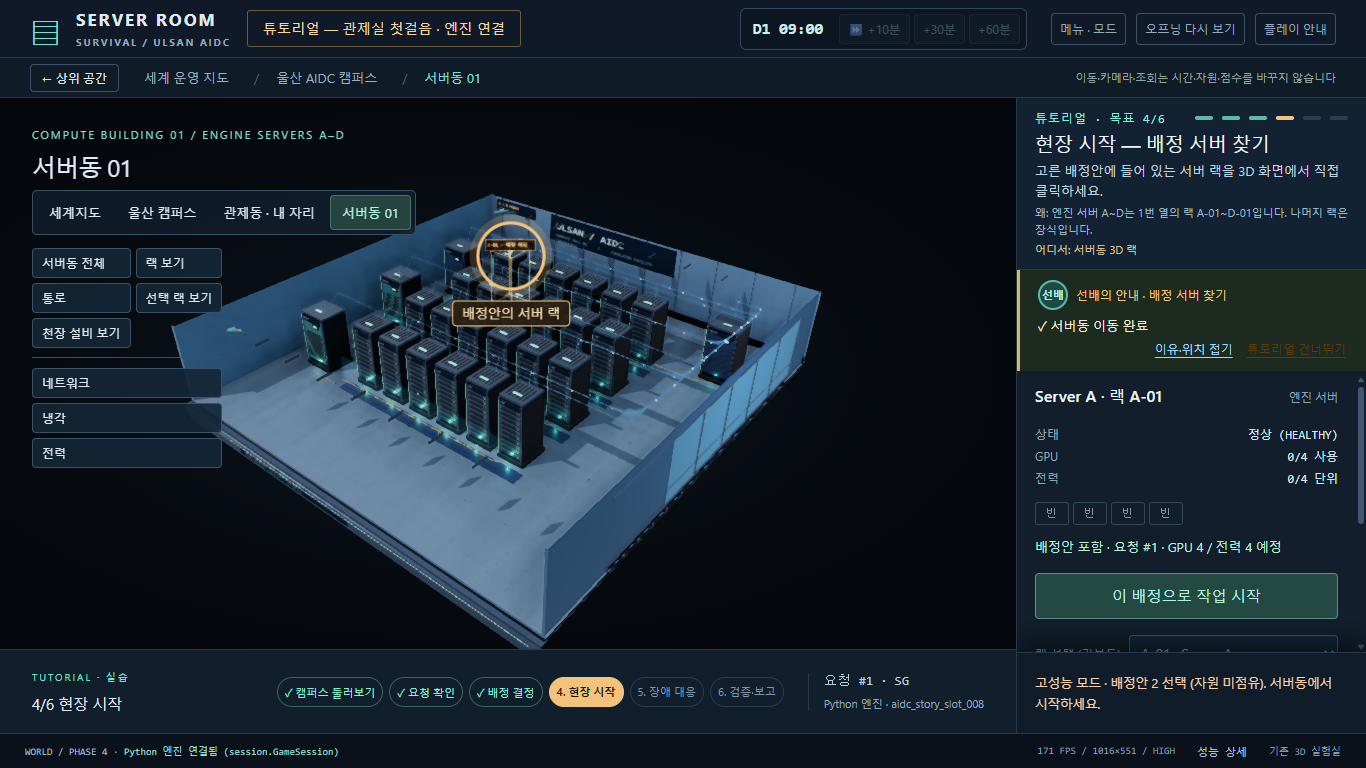 SERVER ROOM
SURVIVAL / ULSAN AIDC
튜토리얼 — 관제실 첫걸음 · 엔진 연결
D1 09:00
+10분
+30분
+60분
메뉴 · 모드
오프닝 다시 보기
플레이 안내
← 상위 공간
세계 운영 지도 / 울산 AIDC 캠퍼스 / 서버동 01
이동·카메라·조회는 시간·자원·점수를 바꾸지 않습니다
COMPUTE BUILDING 01 / ENGINE SERVERS A–D
서버동 01
세계지도
울산 캠퍼스
관제동 · 내 자리
서버동 01
서버동 전체
랙 보기
통로
선택 랙 보기
천장 설비 보기
네트워크
냉각
전력
ULSAN / AIDC
배정안의 서버 랙
튜토리얼 · 목표 4/6
현장 시작 — 배정 서버 찾기
고른 배정안에 들어 있는 서버 랙을 3D 화면에서 직접
클릭하세요.
왜: 엔진 서버 A~D는 1번 열의 랙 A-01~D-01입니다. 나머지 랙은
장식입니다.
어디서: 서버동 3D 랙
선배
선배의 안내 · 배정 서버 찾기
✓ 서버동 이동 완료
이유·위치 접기
튜토리얼 건너뛰기
Server A · 랙 A-01
엔진 서버
상태 정상 (HEALTHY)
GPU 0/4 사용
전력 0/4 단위
빈 빈 빈 빈
배정안 포함 · 요청 #1 · GPU 4 / 전력 4 예정
이 배정으로 작업 시작
TUTORIAL · 실습
4/6 현장 시작
✓ 캠퍼스 둘러보기
✓ 요청 확인
✓ 배정 결정
4. 현장 시작
5. 장애 대응
6. 검증·보고
요청 #1 · SG
Python 엔진 · aidc_story_slot_008
고성능 모드 · 배정안 2 선택 (자원 미점유). 서버동에서
시작하세요.
WORLD / PHASE 4 · Python 엔진 연결됨 (session.GameSession)
171 FPS / 1016×551 / HIGH
성능 상세
기존 3D 실험실